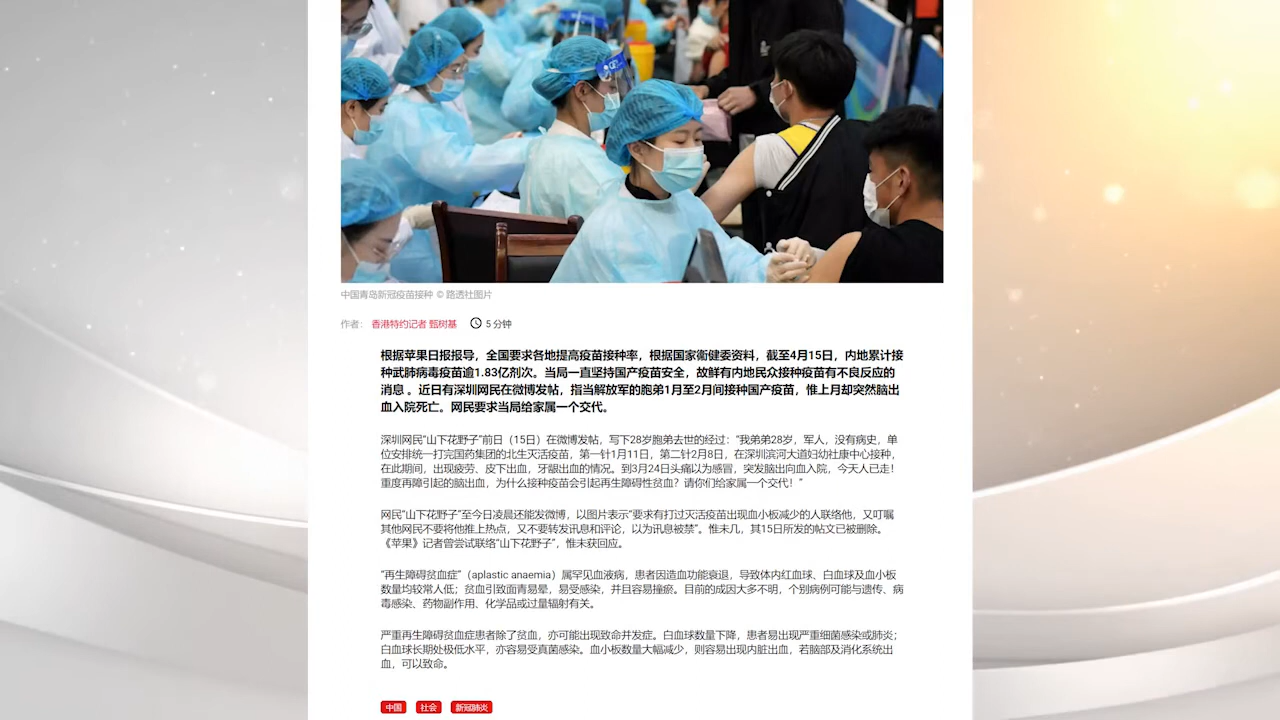 中国青岛新冠疫苗接种 © 路透社图片
作者： 香港特约记者 甄树基 5 分钟
根据苹果日报报导，全国要求各地提高疫苗接种率，根据国家衞健委资料，截至4月15日，内地累计接
种武肺病毒疫苗逾1.83亿剂次。当局一直坚持国产疫苗安全，故鲜有内地民众接种疫苗有不良反应的
消息 。近日有深圳网民在微博发帖，指当解放军的胞弟1月至2月间接种国产疫苗，惟上月却突然脑出
血入院死亡。网民要求当局给家属一个交代。
深圳网民“山下花野子”前日（15日）在微博发帖，写下28岁胞弟去世的经过：“我弟弟28岁，军人，没有病史，单
位安排统一打完国药集团的北生灭活疫苗，第一针1月11日，第二针2月8日，在深圳滨河大道妇幼社康中心接种，
在此期间，出现疲劳、皮下出血，牙龈出血的情况。到3月24日头痛以为感冒，突发脑出向血入院，今天人已走！
重度再障引起的脑出血，为什么接种疫苗会引起再生障碍性贫血？请你们给家属一个交代！”
网民“山下花野子”至今日凌晨还能发微博，以图片表示“要求有打过灭活疫苗出现血小板减少的人联络他，又叮嘱
其他网民不要将他推上热点，又不要转发讯息和评论，以为讯息被禁”。惟未几，其15日所发的帖文已被删除。
《苹果》记者曾尝试联络“山下花野子”，惟未获回应。
“再生障碍贫血症”（aplastic anaemia）属罕见血液病，患者因造血功能衰退，导致体内红血球、白血球及血小板
数量均较常人低；贫血引致面青易晕，易受感染，并且容易撞瘀。目前的成因大多不明，个别病例可能与遗传、病
毒感染、药物副作用、化学品或过量辐射有关。
严重再生障碍贫血症患者除了贫血，亦可能出现致命并发症。白血球数量下降，患者易出现严重细菌感染或肺炎；
白血球长期处极低水平，亦容易受真菌感染。血小板数量大幅减少，则容易出现内脏出血，若脑部及消化系统出
血，可以致命。
中国 社会 新冠肺炎